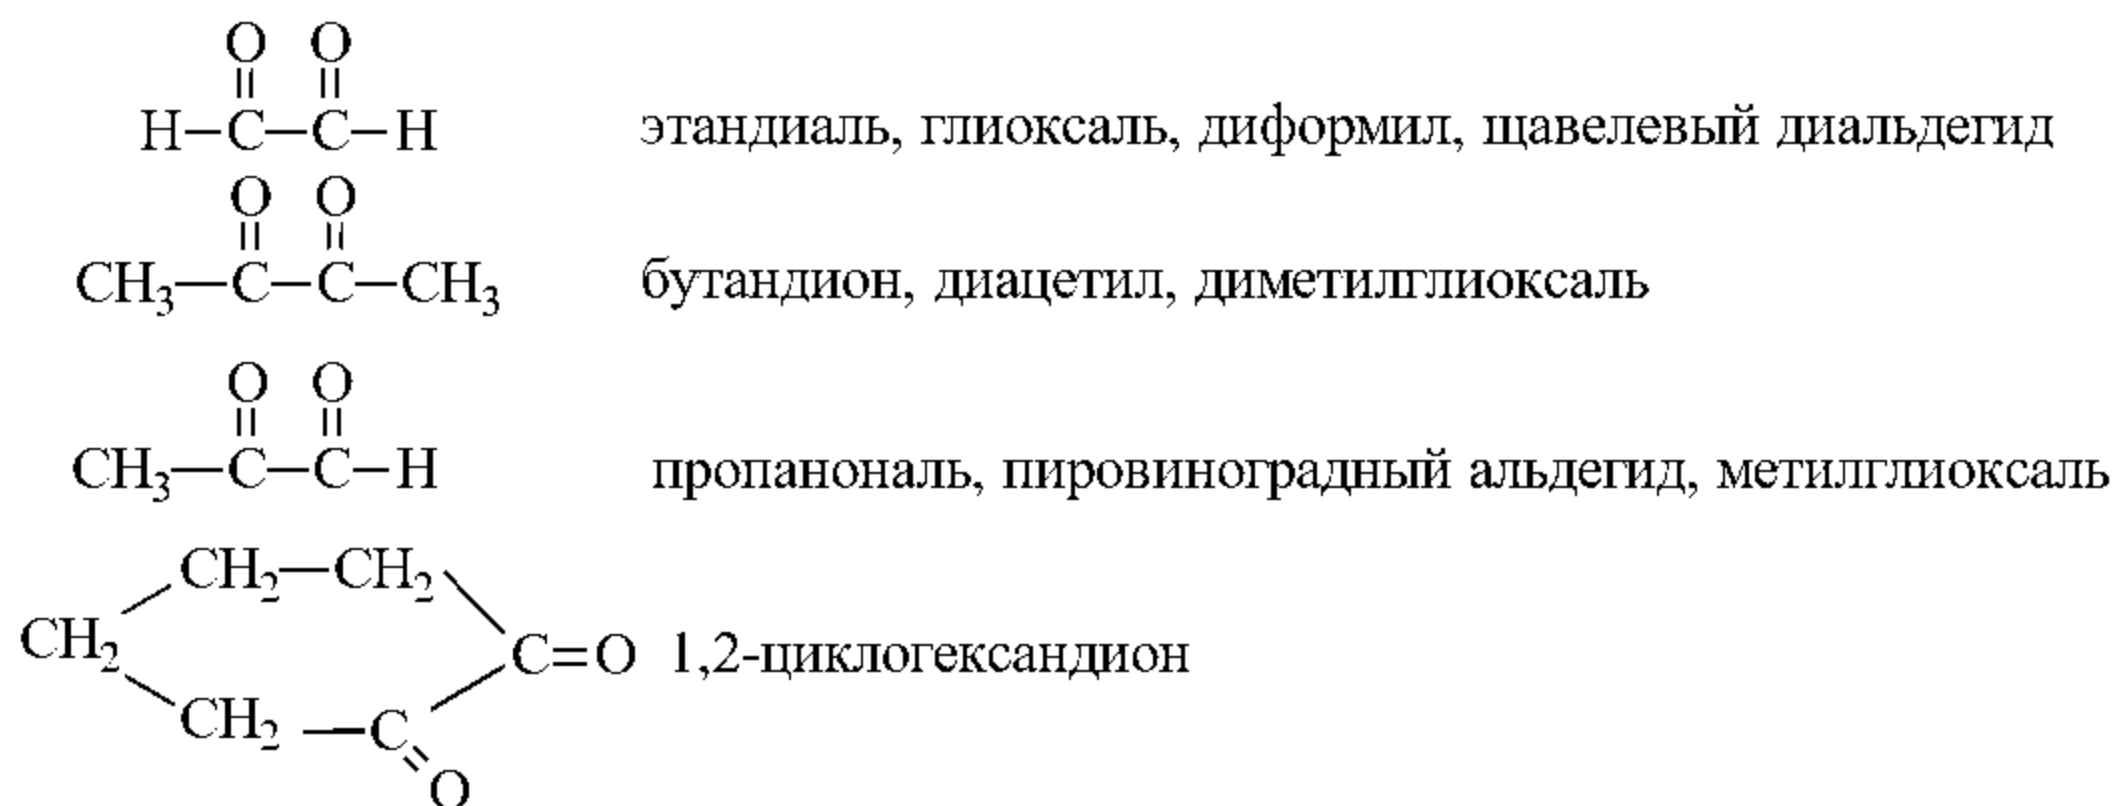 O O
H–C–C–H этандиаль, глиоксаль, диформил, щавелевый диальдегид
O O
CH₃–C–C–CH₃ бутандион, диацетил, диметилглиоксаль
O O
CH₃–C–C–H пропанональ, пировиноградный альдегид, метилглиоксаль
CH₂–CH₂
CH₂ C=O 1,2-циклогександион
CH₂–C
O